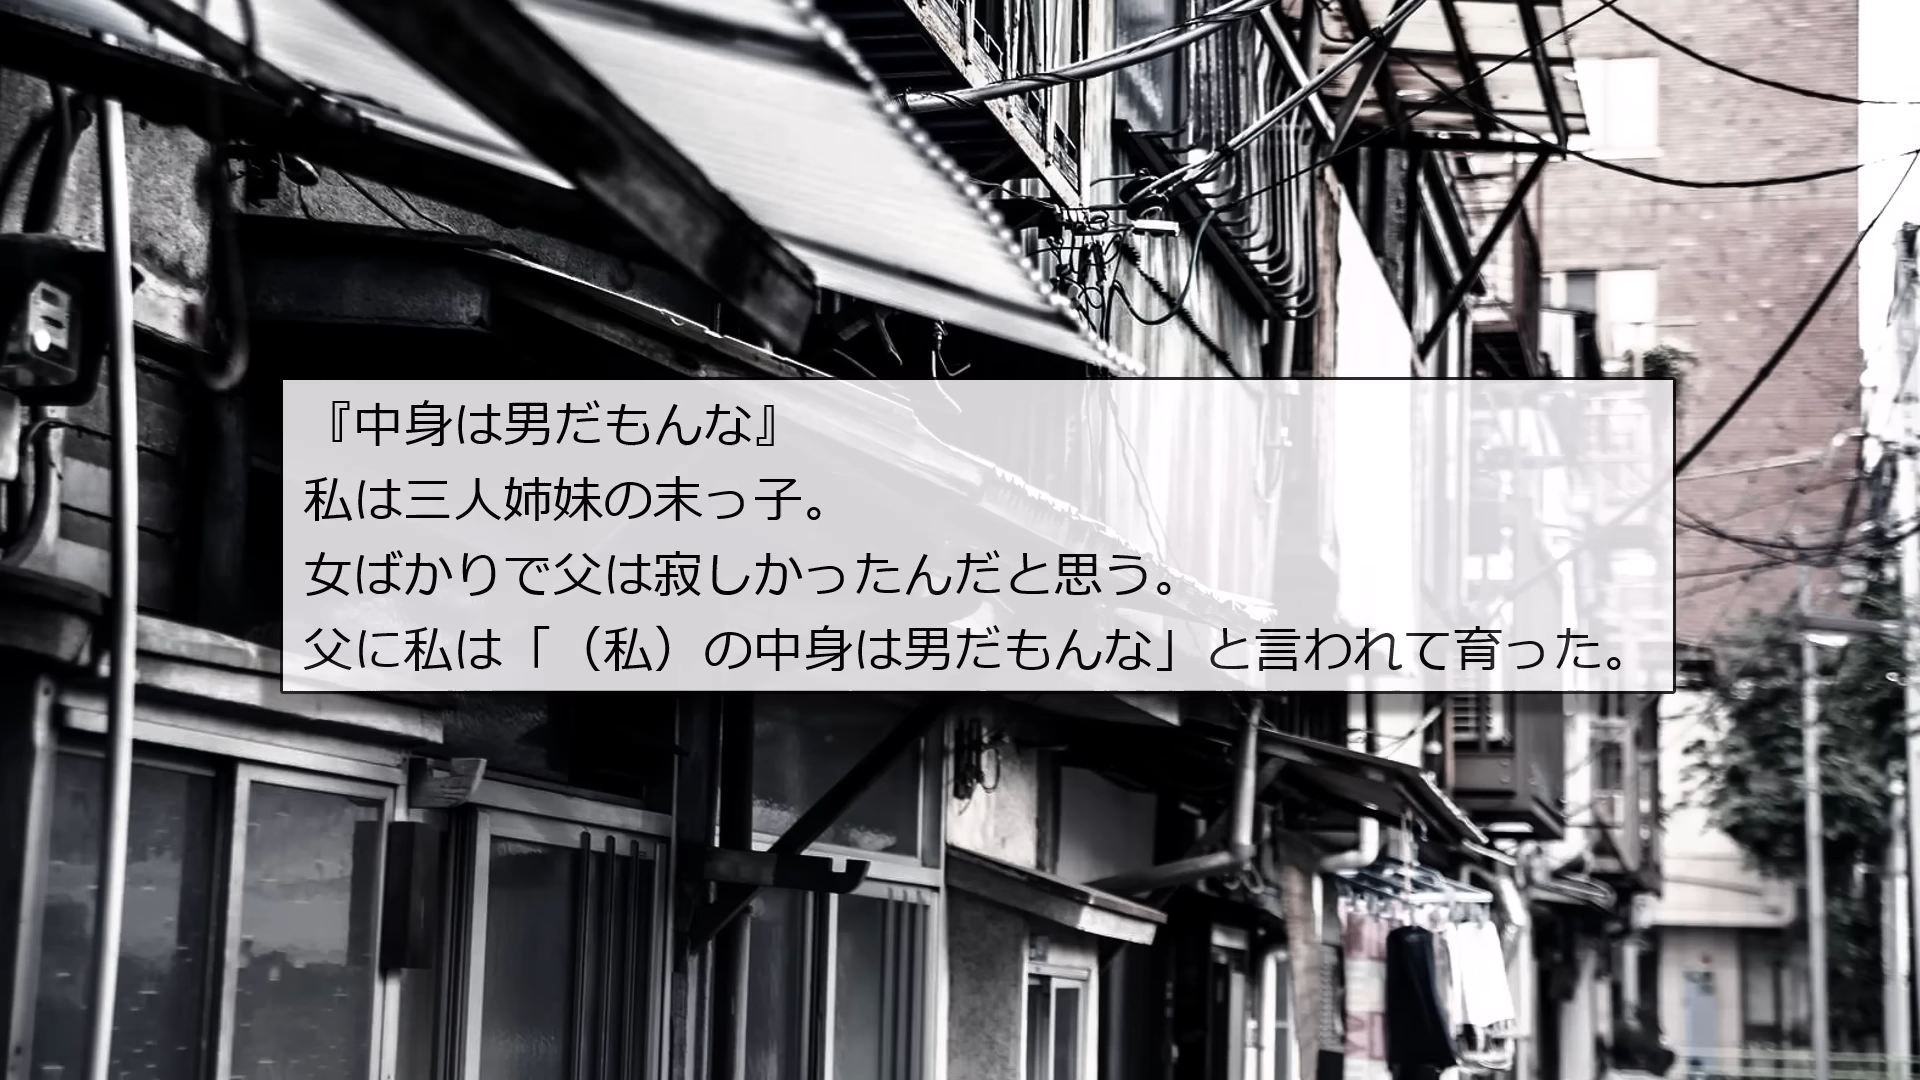 『中身は男だもんな』
私は三人姉妹の末っ子。
女ばかりで父は寂しかったんだと思う。
父に私は「（私）の中身は男だもんな」と言われて育った。